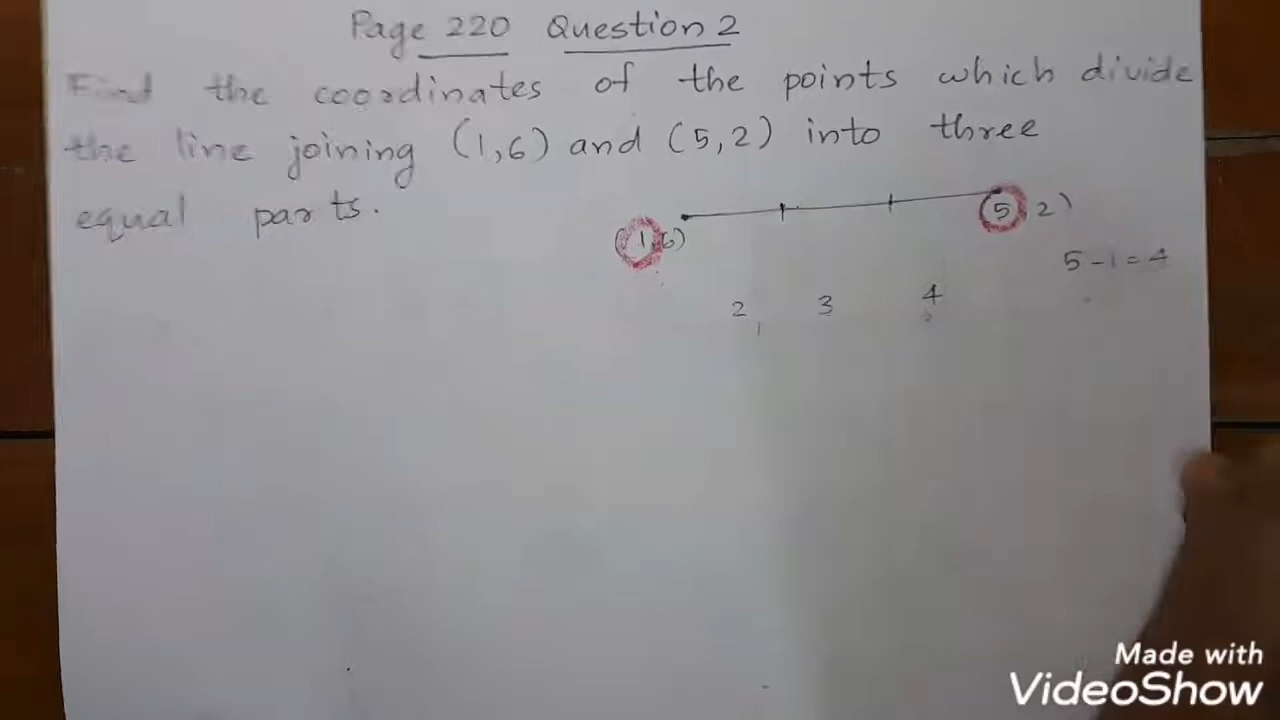 Page 220 Question 2
Find the coordinates of the points which divide
the line joining (1,6) and (5,2) into three
equal parts.
(1,6)
5,2)
5-1=4
2 3 4
Made with
VideoShow